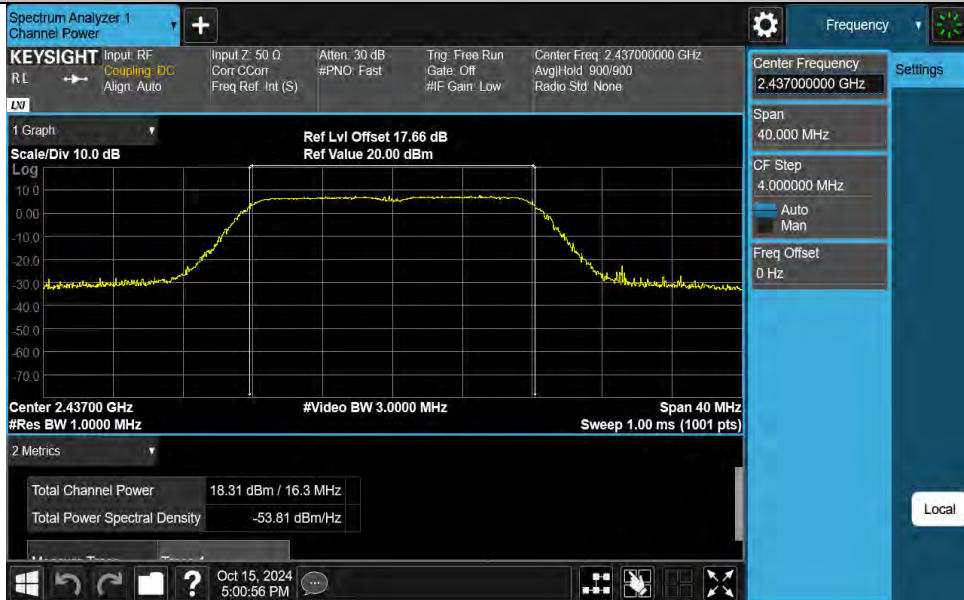 Spectrum Analyzer 1
Channel Power
+
Frequency
KEYSIGHT
R L
LXI
Input: RF
Coupling: DC
Align: Auto
Input Z: 50 Ω
Corr CCorr
Freq Ref: Int (S)
Atten: 30 dB
#PNO: Fast
Trig: Free Run
Gate: Off
#IF Gain: Low
Center Freq: 2.437000000 GHz
Avg|Hold: 900/900
Radio Std: None
Center Frequency
2.437000000 GHz
Settings
Span
40.000 MHz
CF Step
4.000000 MHz
Auto
Man
Freq Offset
0 Hz
1 Graph
Scale/Div 10.0 dB
Ref Lvl Offset 17.66 dB
Ref Value 20.00 dBm
Log
10.0
0.00
-10.0
-20.0
-30.0
-40.0
-50.0
-60.0
-70.0
Center 2.43700 GHz
#Video BW 3.0000 MHz
Span 40 MHz
#Res BW 1.0000 MHz
Sweep 1.00 ms (1001 pts)
2 Metrics
Total Channel Power 18.31 dBm / 16.3 MHz
Total Power Spectral Density -53.81 dBm/Hz
Local
?
Oct 15, 2024
5:00:56 PM